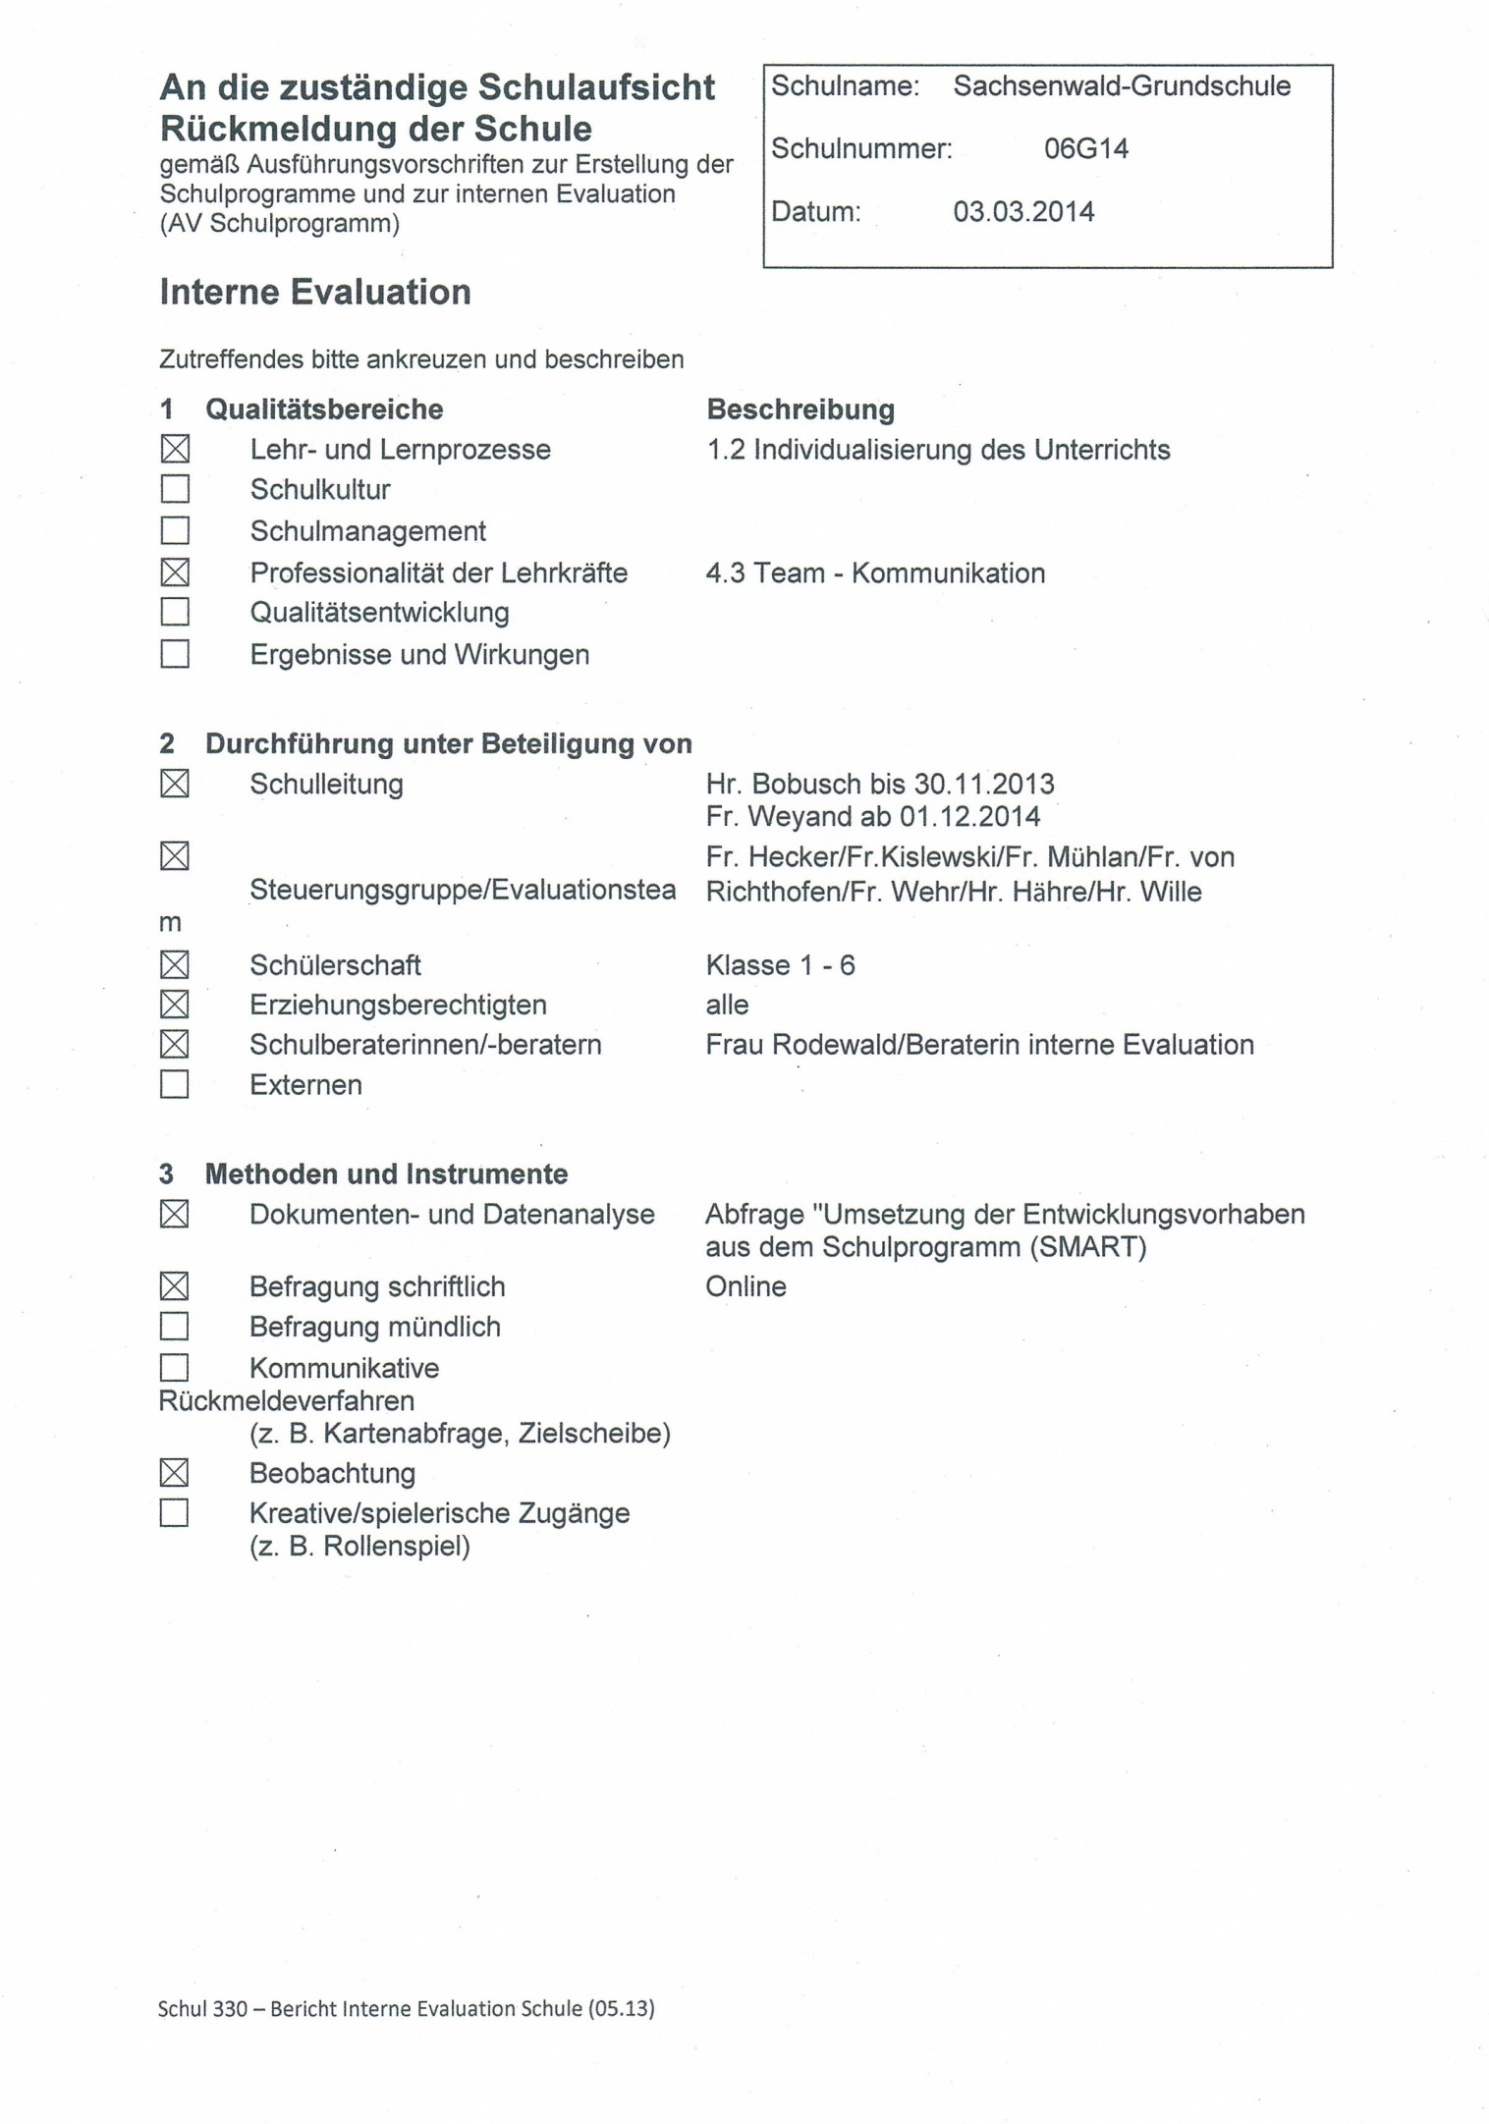 An die zuständige Schulaufsicht
Rückmeldung der Schule
gemäß Ausführungsvorschriften zur Erstellung der
Schulprogramme und zur internen Evaluation
(AV Schulprogramm)
Schulname: Sachsenwald-Grundschule
Schulnummer: 06G14
Datum: 03.03.2014
Interne Evaluation
Zutreffendes bitte ankreuzen und beschreiben
1 Qualitätsbereiche Beschreibung
☒ Lehr- und Lernprozesse 1.2 Individualisierung des Unterrichts
☐ Schulkultur
☐ Schulmanagement
☒ Professionalität der Lehrkräfte 4.3 Team - Kommunikation
☐ Qualitätsentwicklung
☐ Ergebnisse und Wirkungen
2 Durchführung unter Beteiligung von
☒ Schulleitung Hr. Bobusch bis 30.11.2013
Fr. Weyand ab 01.12.2014
☒ Fr. Hecker/Fr.Kislewski/Fr. Mühlan/Fr. von
Steuerungsgruppe/Evaluationstea Richthofen/Fr. Wehr/Hr. Hähre/Hr. Wille
m
☒ Schülerschaft Klasse 1 - 6
☒ Erziehungsberechtigten alle
☒ Schulberaterinnen/-beratern Frau Rodewald/Beraterin interne Evaluation
☐ Externen
3 Methoden und Instrumente
☒ Dokumenten- und Datenanalyse Abfrage "Umsetzung der Entwicklungsvorhaben
aus dem Schulprogramm (SMART)
☒ Befragung schriftlich Online
☐ Befragung mündlich
☐ Kommunikative
Rückmeldeverfahren
(z. B. Kartenabfrage, Zielscheibe)
☒ Beobachtung
☐ Kreative/spielerische Zugänge
(z. B. Rollenspiel)
Schul 330 – Bericht Interne Evaluation Schule (05.13)